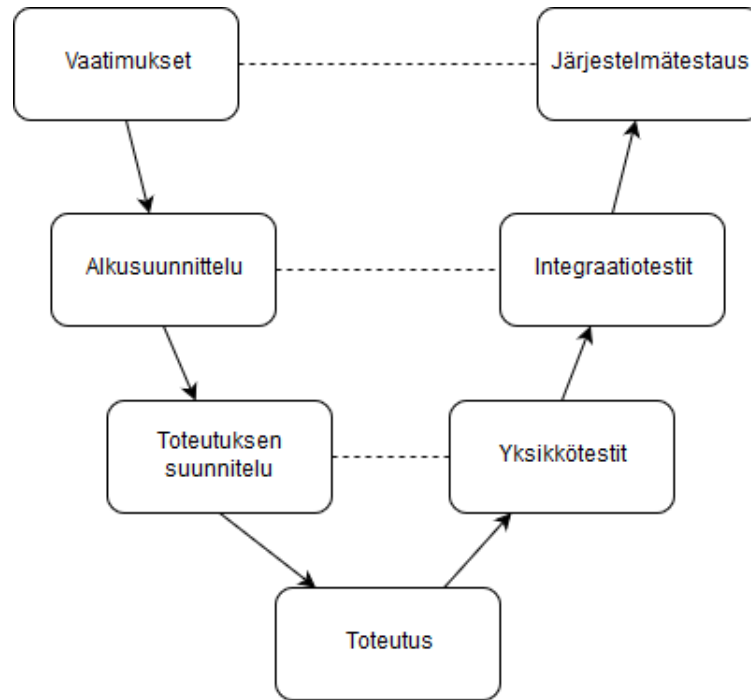 Vaatimukset
Järjestelmätestaus
Alkusuunnittelu
Integraatiotestit
Toteutuksen
suunnitelu
Yksikkötestit
Toteutus